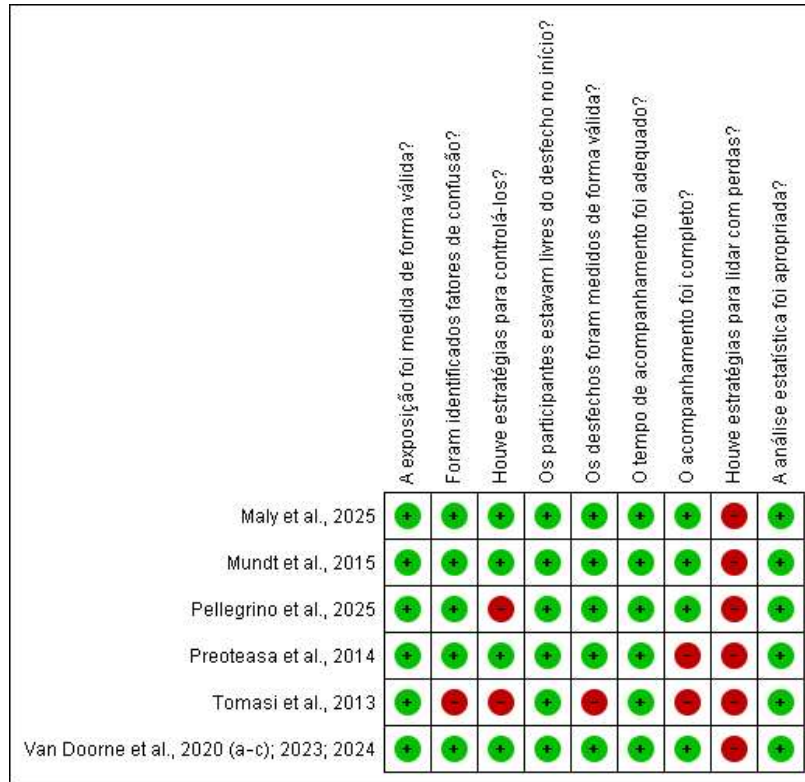 A exposição foi medida de forma válida?
Foram identificados fatores de confusão?
Houve estratégias para controlá-los?
Os participantes estavam livres do desfecho no início?
Os desfechos foram medidos de forma válida?
O tempo de acompanhamento foi adequado?
O acompanhamento foi completo?
Houve estratégias para lidar com perdas?
A análise estatística foi apropriada?
Maly et al., 2025 + + + + + + + - +
Mundt et al., 2015 + + + + + + + - +
Pellegrino et al., 2025 + + - + + + + - +
Preoteasa et al., 2014 + + + + + + - - +
Tomasi et al., 2013 + - - + - + - - +
Van Doorne et al., 2020 (a-c); 2023; 2024 + + + + + + + - +